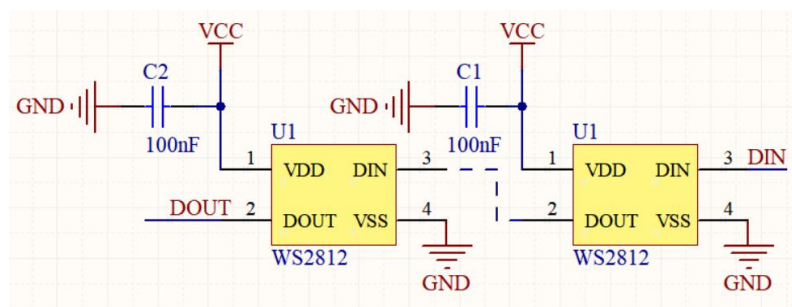 VCC VCC
C2 C1
GND GND
100nF 100nF
U1 U1
1 VDD DIN 3 1 VDD DIN 3 DIN
DOUT 2 DOUT VSS 4 2 DOUT VSS 4
WS2812 WS2812
GND GND